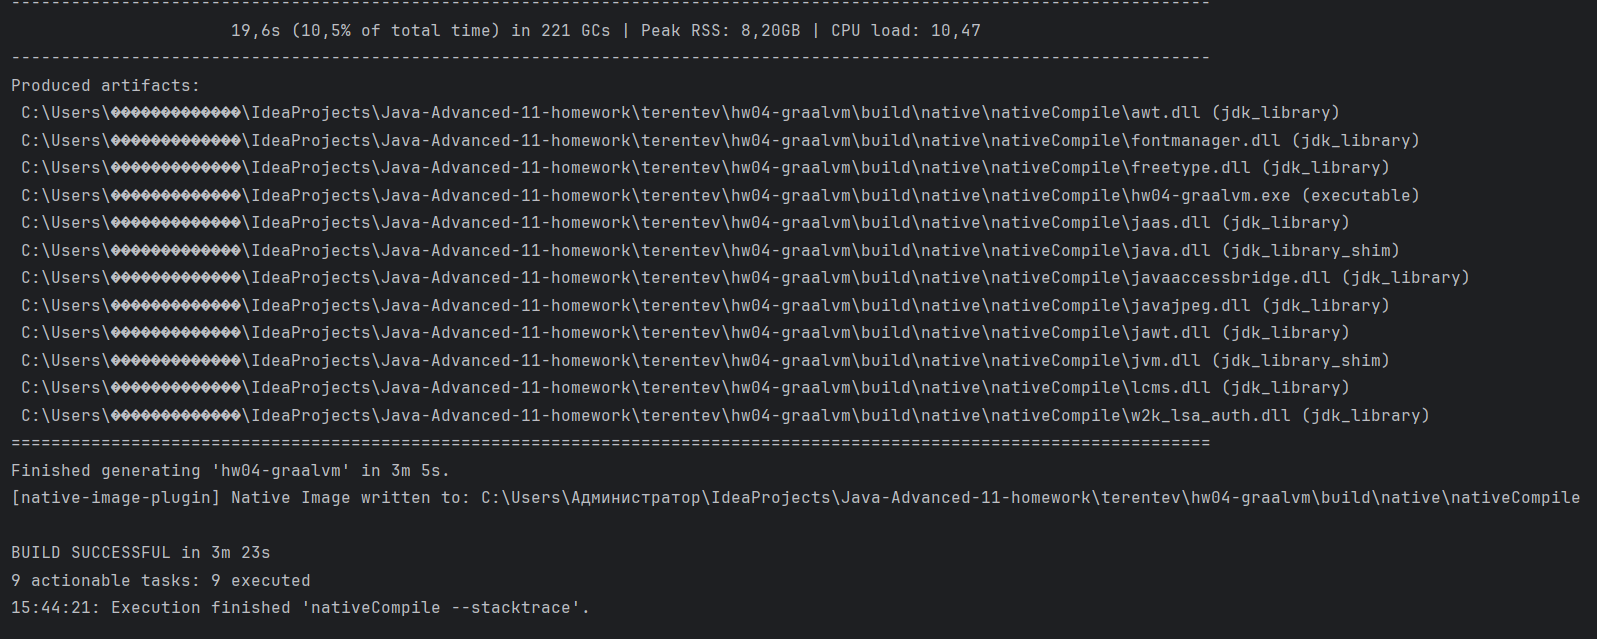 ------------------------------------------------------------------------------------------------------------------------
19,6s (10,5% of total time) in 221 GCs | Peak RSS: 8,20GB | CPU load: 10,47
------------------------------------------------------------------------------------------------------------------------
Produced artifacts:
C:\Users\�������������\IdeaProjects\Java-Advanced-11-homework\terentev\hw04-graalvm\build\native\nativeCompile\awt.dll (jdk_library)
C:\Users\�������������\IdeaProjects\Java-Advanced-11-homework\terentev\hw04-graalvm\build\native\nativeCompile\fontmanager.dll (jdk_library)
C:\Users\�������������\IdeaProjects\Java-Advanced-11-homework\terentev\hw04-graalvm\build\native\nativeCompile\freetype.dll (jdk_library)
C:\Users\�������������\IdeaProjects\Java-Advanced-11-homework\terentev\hw04-graalvm\build\native\nativeCompile\hw04-graalvm.exe (executable)
C:\Users\�������������\IdeaProjects\Java-Advanced-11-homework\terentev\hw04-graalvm\build\native\nativeCompile\jaas.dll (jdk_library)
C:\Users\�������������\IdeaProjects\Java-Advanced-11-homework\terentev\hw04-graalvm\build\native\nativeCompile\java.dll (jdk_library_shim)
C:\Users\�������������\IdeaProjects\Java-Advanced-11-homework\terentev\hw04-graalvm\build\native\nativeCompile\javaaccessbridge.dll (jdk_library)
C:\Users\�������������\IdeaProjects\Java-Advanced-11-homework\terentev\hw04-graalvm\build\native\nativeCompile\javajpeg.dll (jdk_library)
C:\Users\�������������\IdeaProjects\Java-Advanced-11-homework\terentev\hw04-graalvm\build\native\nativeCompile\jawt.dll (jdk_library)
C:\Users\�������������\IdeaProjects\Java-Advanced-11-homework\terentev\hw04-graalvm\build\native\nativeCompile\jvm.dll (jdk_library_shim)
C:\Users\�������������\IdeaProjects\Java-Advanced-11-homework\terentev\hw04-graalvm\build\native\nativeCompile\lcms.dll (jdk_library)
C:\Users\�������������\IdeaProjects\Java-Advanced-11-homework\terentev\hw04-graalvm\build\native\nativeCompile\w2k_lsa_auth.dll (jdk_library)
========================================================================================================================
Finished generating 'hw04-graalvm' in 3m 5s.
[native-image-plugin] Native Image written to: C:\Users\Администратор\IdeaProjects\Java-Advanced-11-homework\terentev\hw04-graalvm\build\native\nativeCompile
BUILD SUCCESSFUL in 3m 23s
9 actionable tasks: 9 executed
15:44:21: Execution finished 'nativeCompile --stacktrace'.